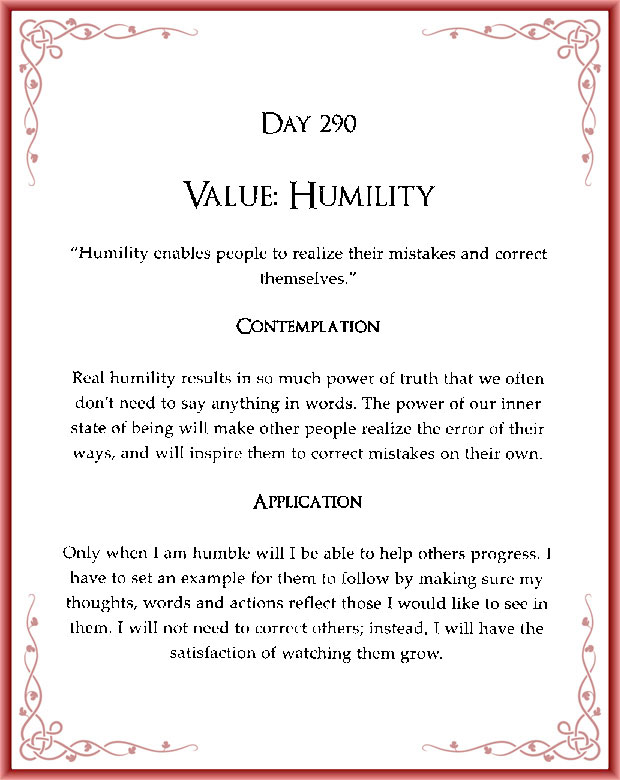 DAY 290
VALUE: HUMILITY
"Humility enables people to realize their mistakes and correct
themselves."
CONTEMPLATION
Real humility results in so much power of truth that we often
don't need to say anything in words. The power of our inner
state of being will make other people realize the error of their
ways, and will inspire them to correct mistakes on their own.
APPLICATION
Only when I am humble will I be able to help others progress. I
have to set an example for them to follow by making sure my
thoughts, words and actions reflect those I would like to see in
them. I will not need to correct others; instead, I will have the
satisfaction of watching them grow.